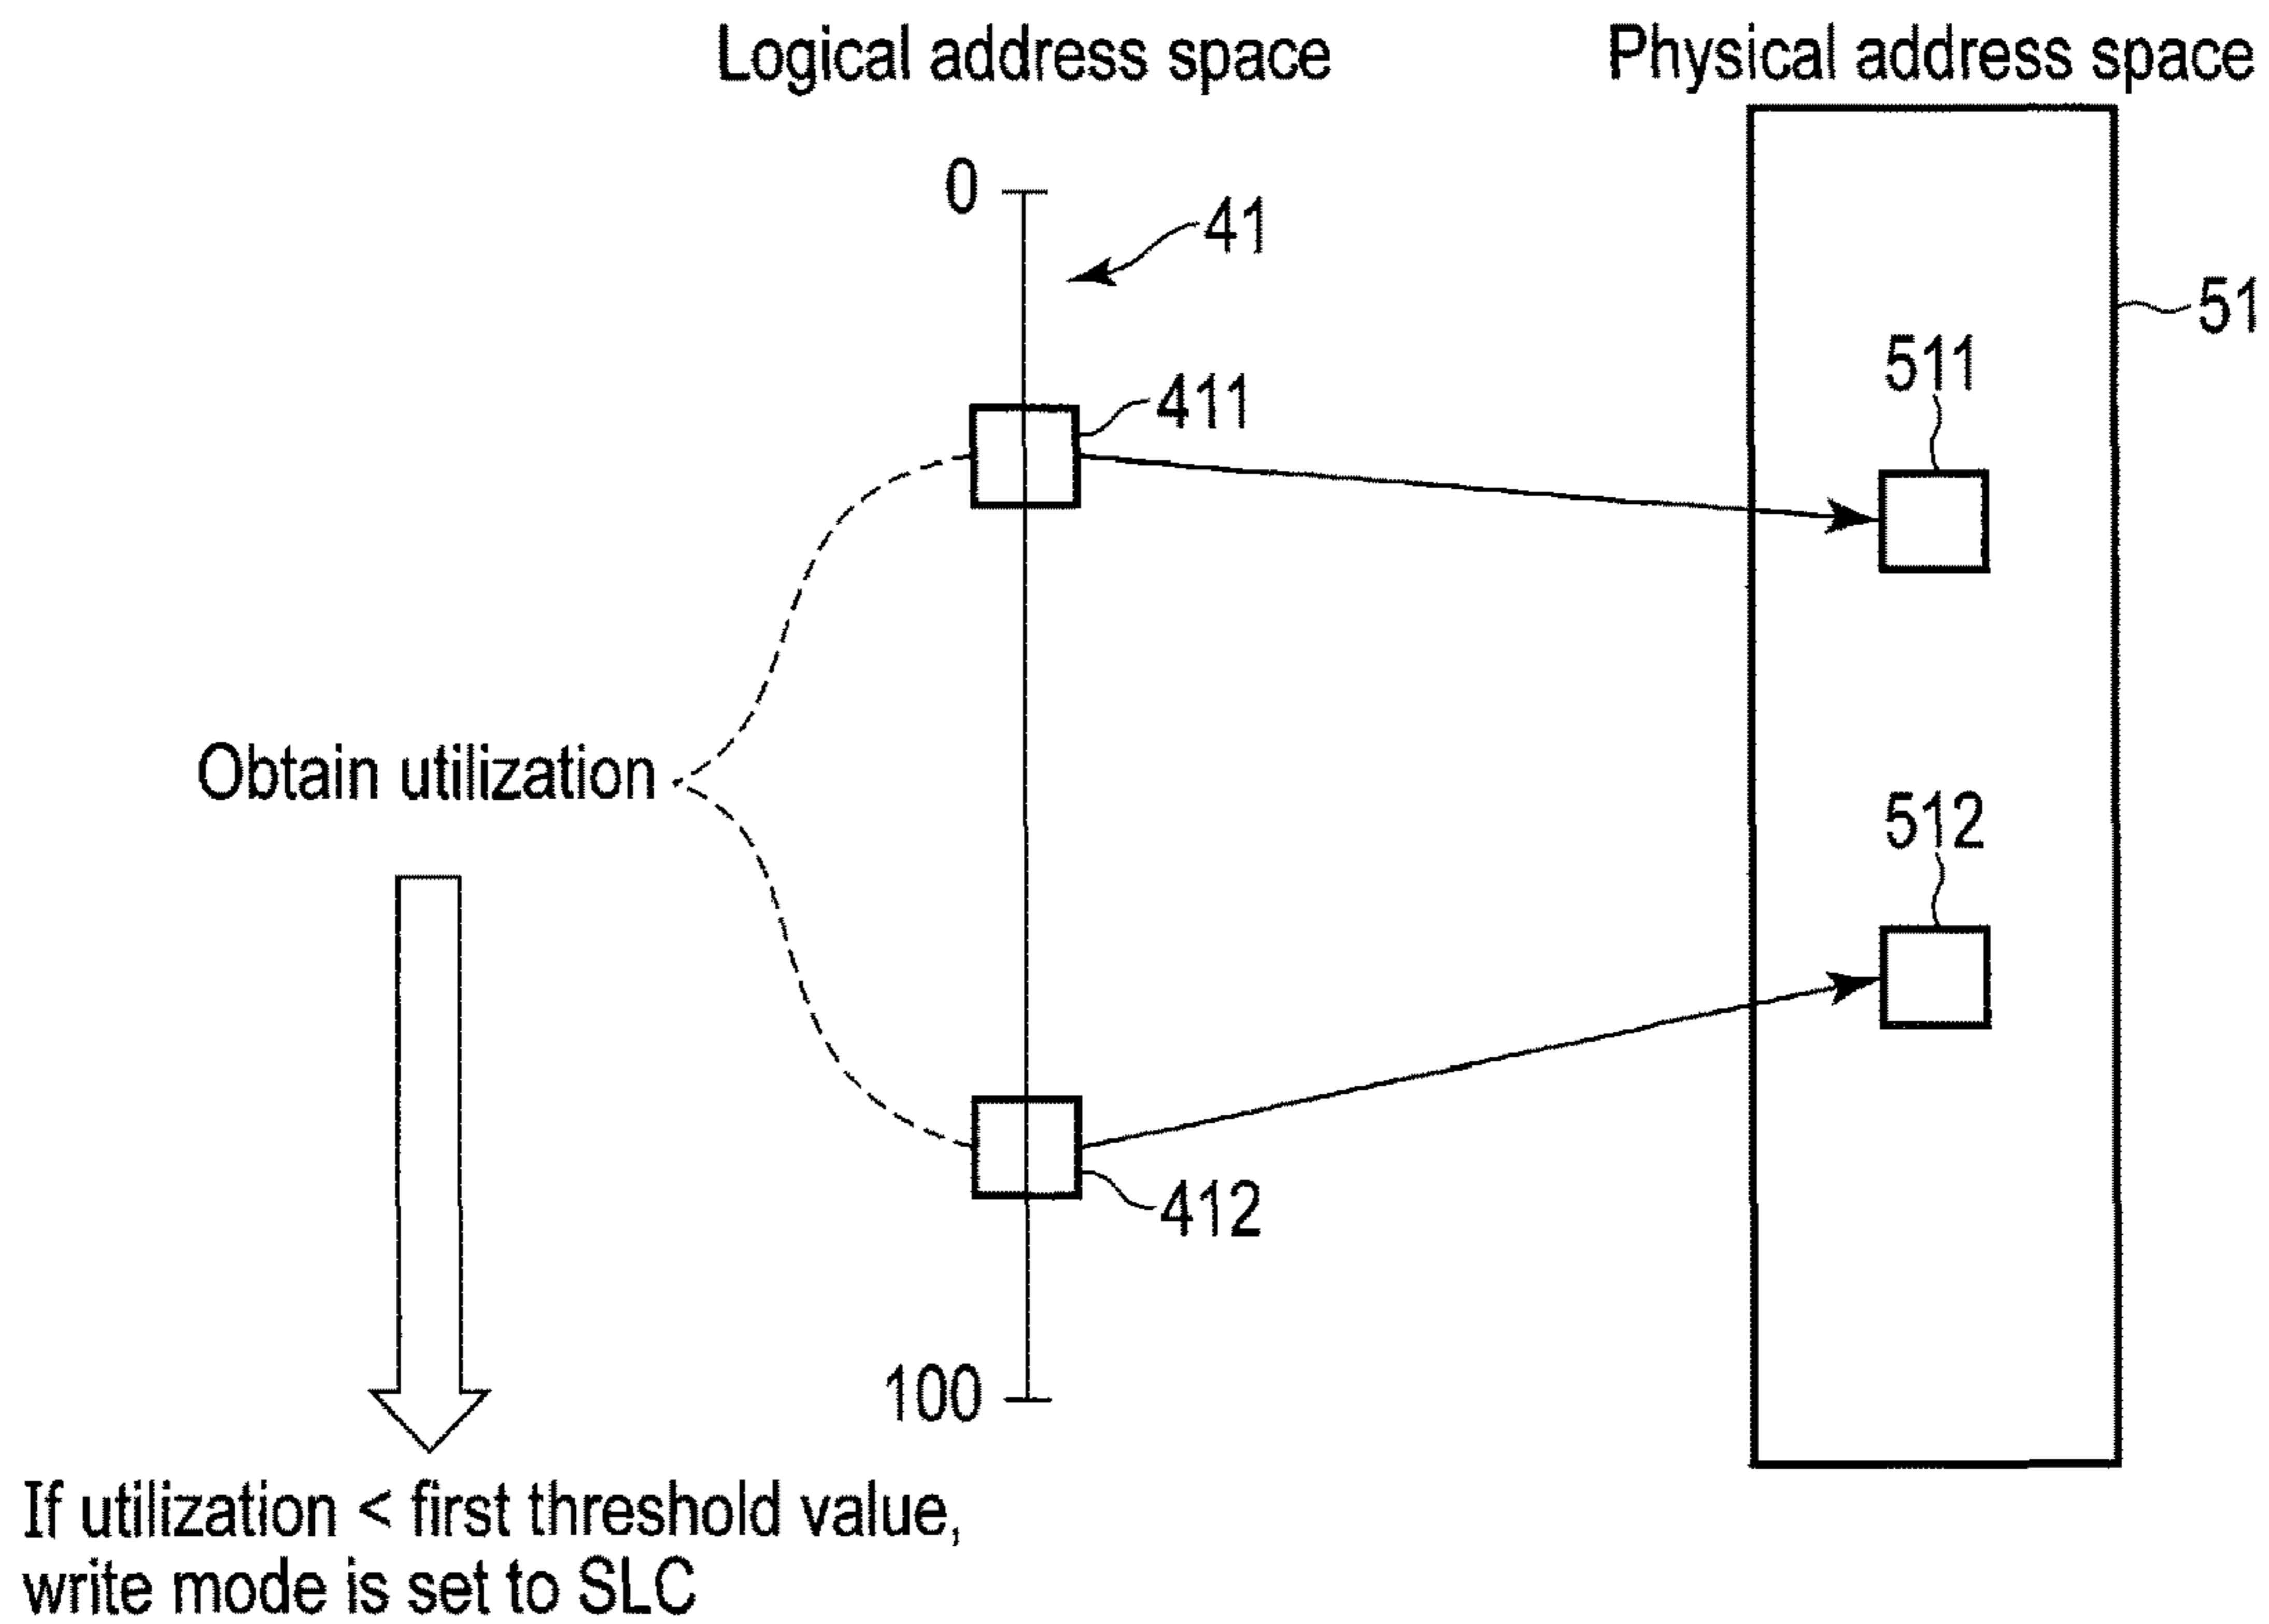 Logical address space
Physical address space
0
41
51
411
511
Obtain utilization
512
412
100
If utilization < first threshold value,
write mode is set to SLC